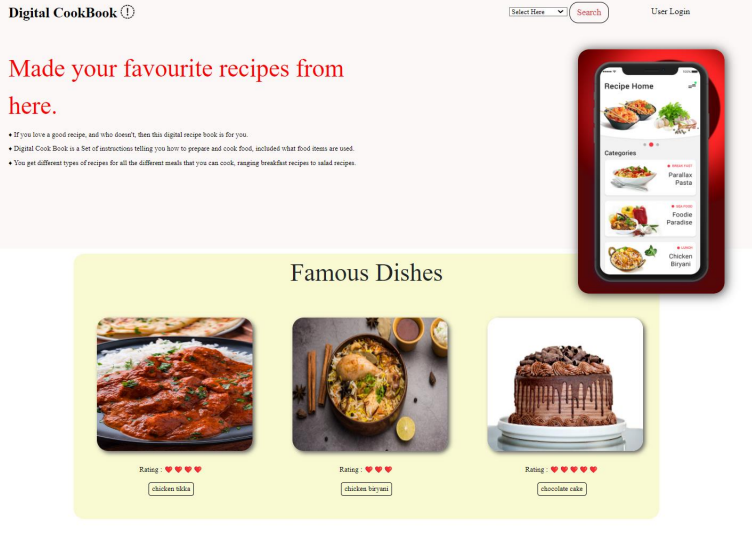 Digital CookBook
Select Here
Search
User Login
Made your favourite recipes from
here.
♦ If you love a good recipe, and who doesn't, then this digital recipe book is for you.
♦ Digital Cook Book is a Set of instructions telling you how to prepare and cook food, included what food items are used.
♦ You get different types of recipes for all the different meals that you can cook, ranging breakfast recipes to salad recipes.
Recipe Home
Categories
BREAK FAST
Parallax
Pasta
Foodie
Paradise
LUNCH
Chicken
Biryani
Famous Dishes
Rating :
Rating :
Rating :
chicken tikka
chicken biryani
chocolate cake